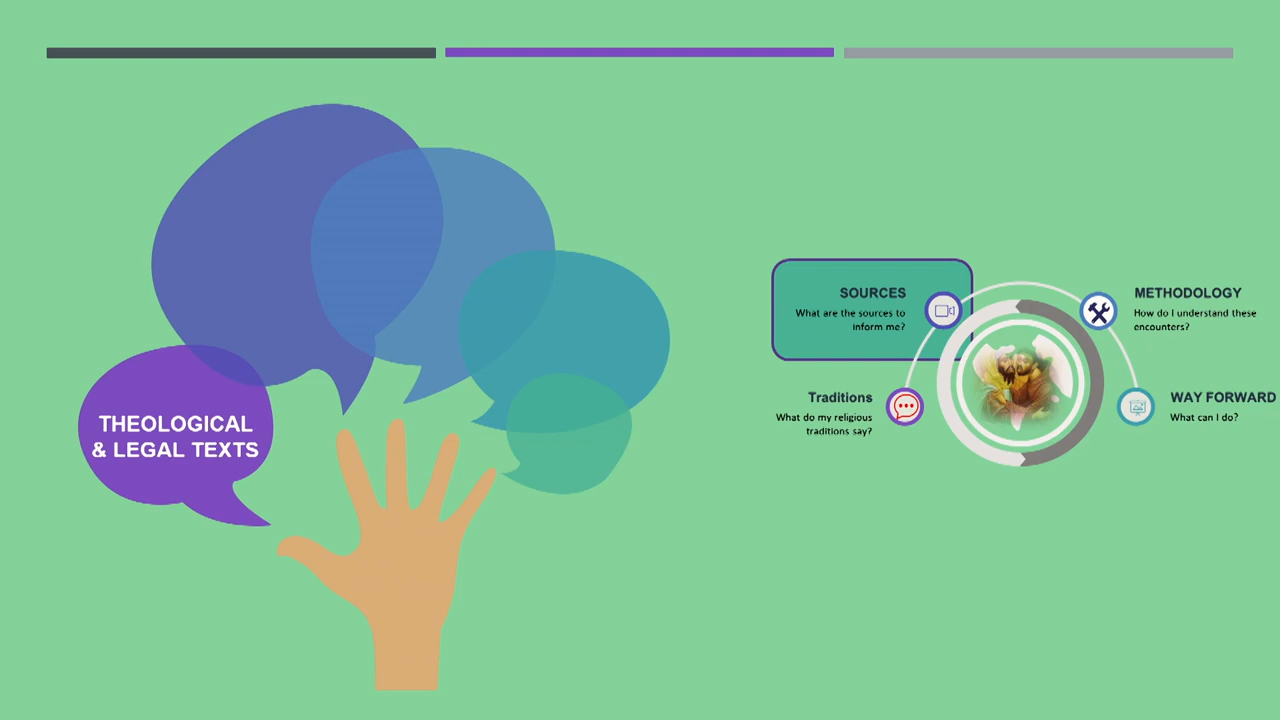 THEOLOGICAL
& LEGAL TEXTS
SOURCES
What are the sources to
inform me?
METHODOLOGY
How do I understand these
encounters?
Traditions
What do my religious
traditions say?
WAY FORWARD
What can I do?